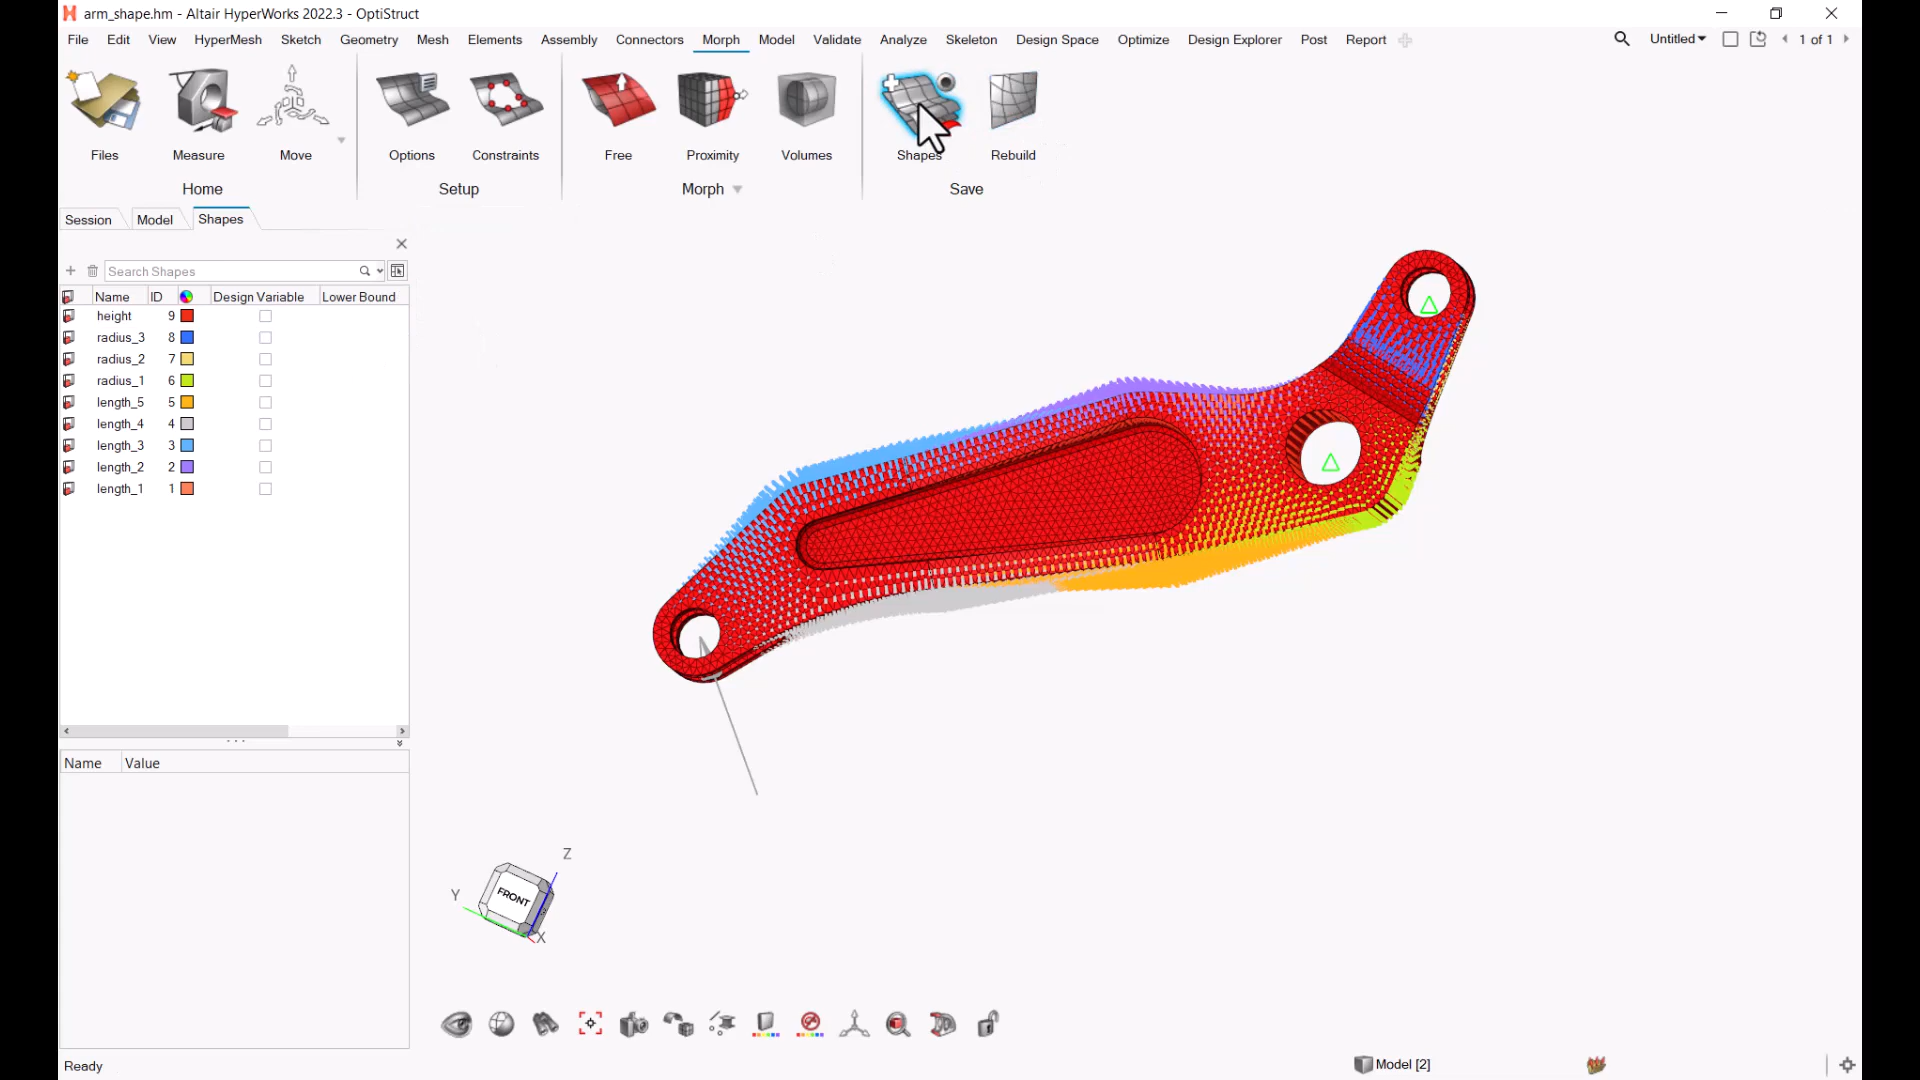 arm_shape.hm - Altair HyperWorks 2022.3 - OptiStruct
File Edit View HyperMesh Sketch Geometry Mesh Elements Assembly Connectors Morph Model Validate Analyze Skeleton Design Space Optimize Design Explorer Post Report Untitled 1 of 1
Files Measure Move Options Constraints Free Proximity Volumes Shapes Rebuild
Home Setup Morph Save
Session Model Shapes
Search Shapes
Name ID Design Variable Lower Bound
height 9
radius_3 8
radius_2 7
radius_1 6
length_5 5
length_4 4
length_3 3
length_2 2
length_1 1
Name Value
Z
Y
FRONT
X
Ready Model [2]